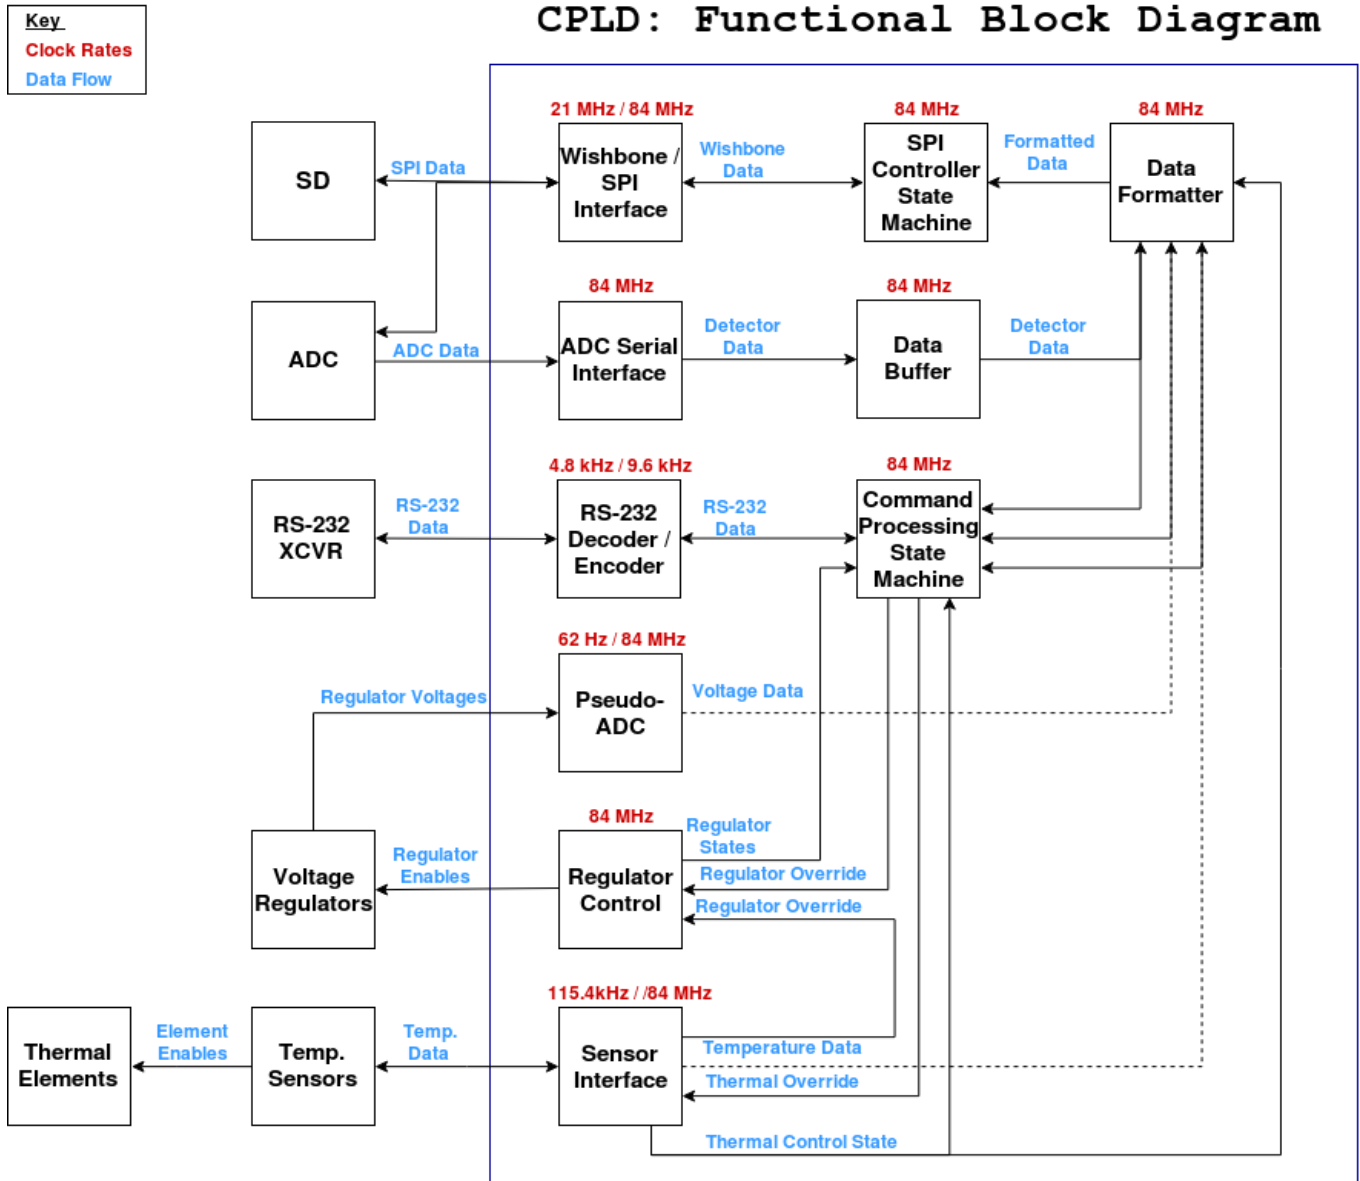 Key
Clock Rates
Data Flow
CPLD: Functional Block Diagram
21 MHz / 84 MHz
84 MHz
84 MHz
SD
SPI Data
Wishbone /
SPI
Interface
Wishbone
Data
SPI
Controller
State
Machine
Formatted
Data
Data
Formatter
84 MHz
84 MHz
ADC
ADC Data
ADC Serial
Interface
Detector
Data
Data
Buffer
Detector
Data
4.8 kHz / 9.6 kHz
84 MHz
RS-232
XCVR
RS-232
Data
RS-232
Decoder /
Encoder
RS-232
Data
Command
Processing
State
Machine
62 Hz / 84 MHz
Regulator Voltages
Pseudo-
ADC
Voltage Data
84 MHz
Voltage
Regulators
Regulator
Enables
Regulator
Control
Regulator
States
Regulator Override
Regulator Override
115.4kHz / /84 MHz
Thermal
Elements
Element
Enables
Temp.
Sensors
Temp.
Data
Sensor
Interface
Temperature Data
Thermal Override
Thermal Control State